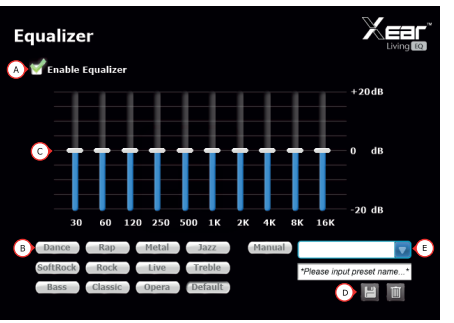 Equalizer
Xear™
Living IQ
A
Enable Equalizer
+20dB
C
0 dB
-20 dB
30 60 120 250 500 1K 2K 4K 8K 16K
B Dance Rap Metal Jazz Manual E
SoftRock Rock Live Treble *Please input preset name...*
Bass Classic Opera Default D